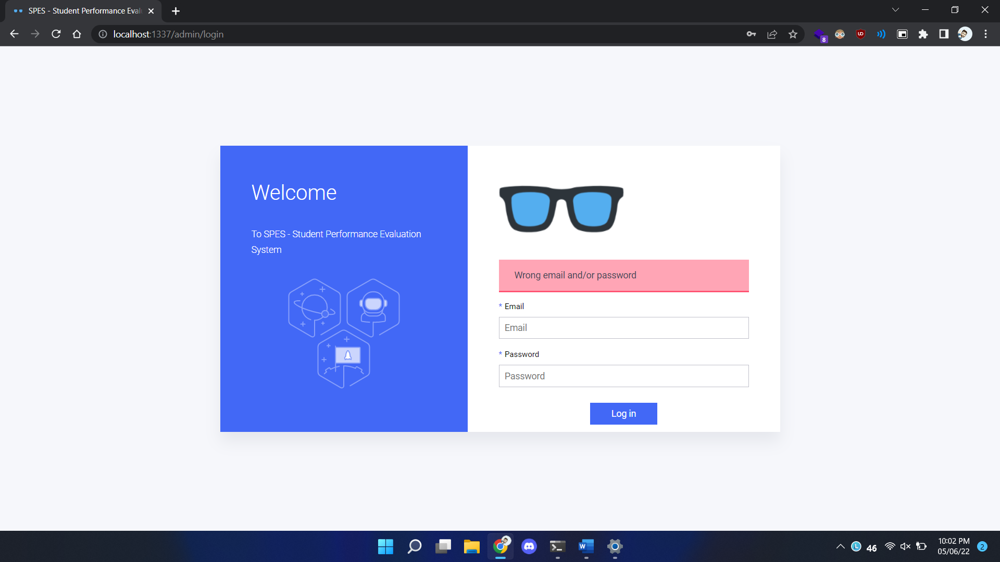 SPES - Student Performance Eval
localhost:1337/admin/login
8
Welcome
To SPES - Student Performance Evaluation
System
Wrong email and/or password
* Email
Email
* Password
Password
Log in
46
10:02 PM
05/06/22
2